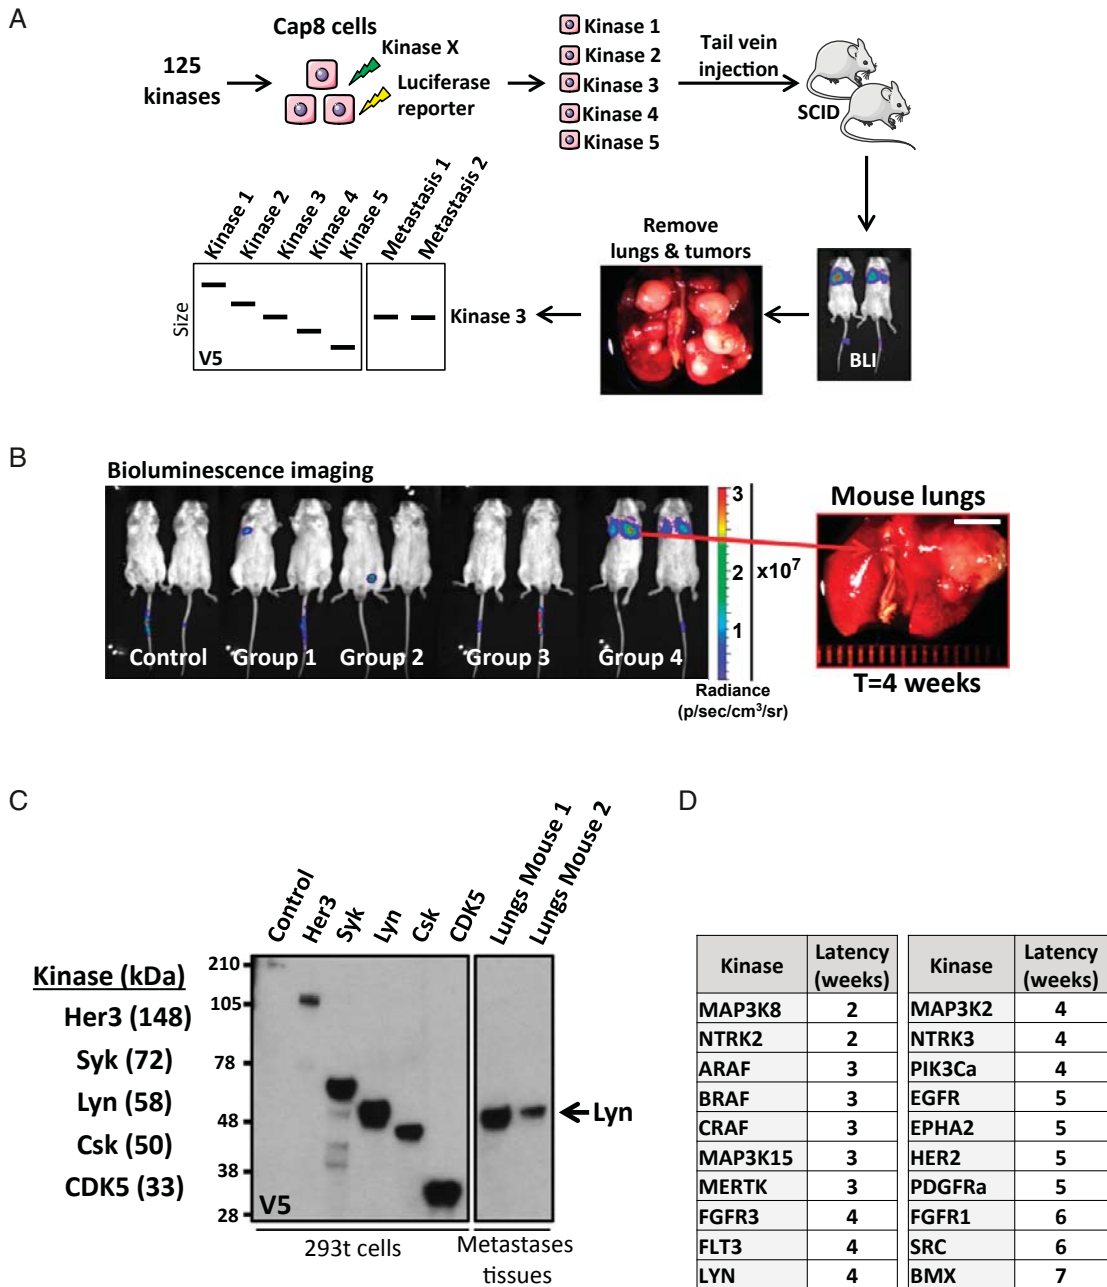 A
Cap8 cells
125
kinases
Kinase X
Luciferase
reporter
Kinase 1
Kinase 2
Kinase 3
Kinase 4
Kinase 5
Tail vein
injection
SCID
BLI
Remove
lungs & tumors
Kinase 1
Kinase 2
Kinase 3
Kinase 4
Kinase 5
Metastasis 1
Metastasis 2
Size
V5
Kinase 3
B
Bioluminescence imaging
Control
Group 1
Group 2
Group 3
Group 4
3
2
1
x10⁷
Radiance
(p/sec/cm³/sr)
Mouse lungs
T=4 weeks
C
Control
Her3
Syk
Lyn
Csk
CDK5
Lungs Mouse 1
Lungs Mouse 2
Kinase (kDa)
Her3 (148)
Syk (72)
Lyn (58)
Csk (50)
CDK5 (33)
210
105
78
48
38
28
V5
Lyn
293t cells
Metastases
tissues
D
Kinase Latency (weeks) Kinase Latency (weeks)
MAP3K8 2 MAP3K2 4
NTRK2 2 NTRK3 4
ARAF 3 PIK3Ca 4
BRAF 3 EGFR 5
CRAF 3 EPHA2 5
MAP3K15 3 HER2 5
MERTK 3 PDGFRa 5
FGFR3 4 FGFR1 6
FLT3 4 SRC 6
LYN 4 BMX 7